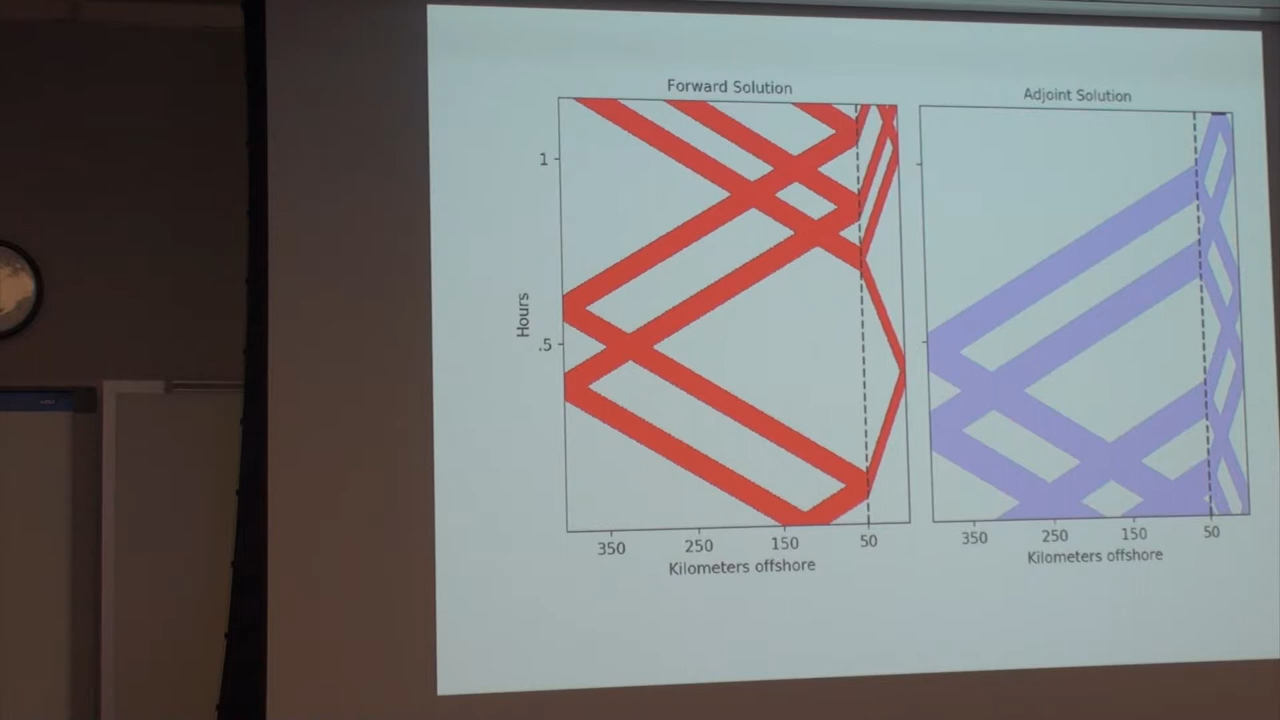 Forward Solution
Adjoint Solution
1
.5
Hours
350 250 150 50
350 250 150 50
Kilometers offshore
Kilometers offshore